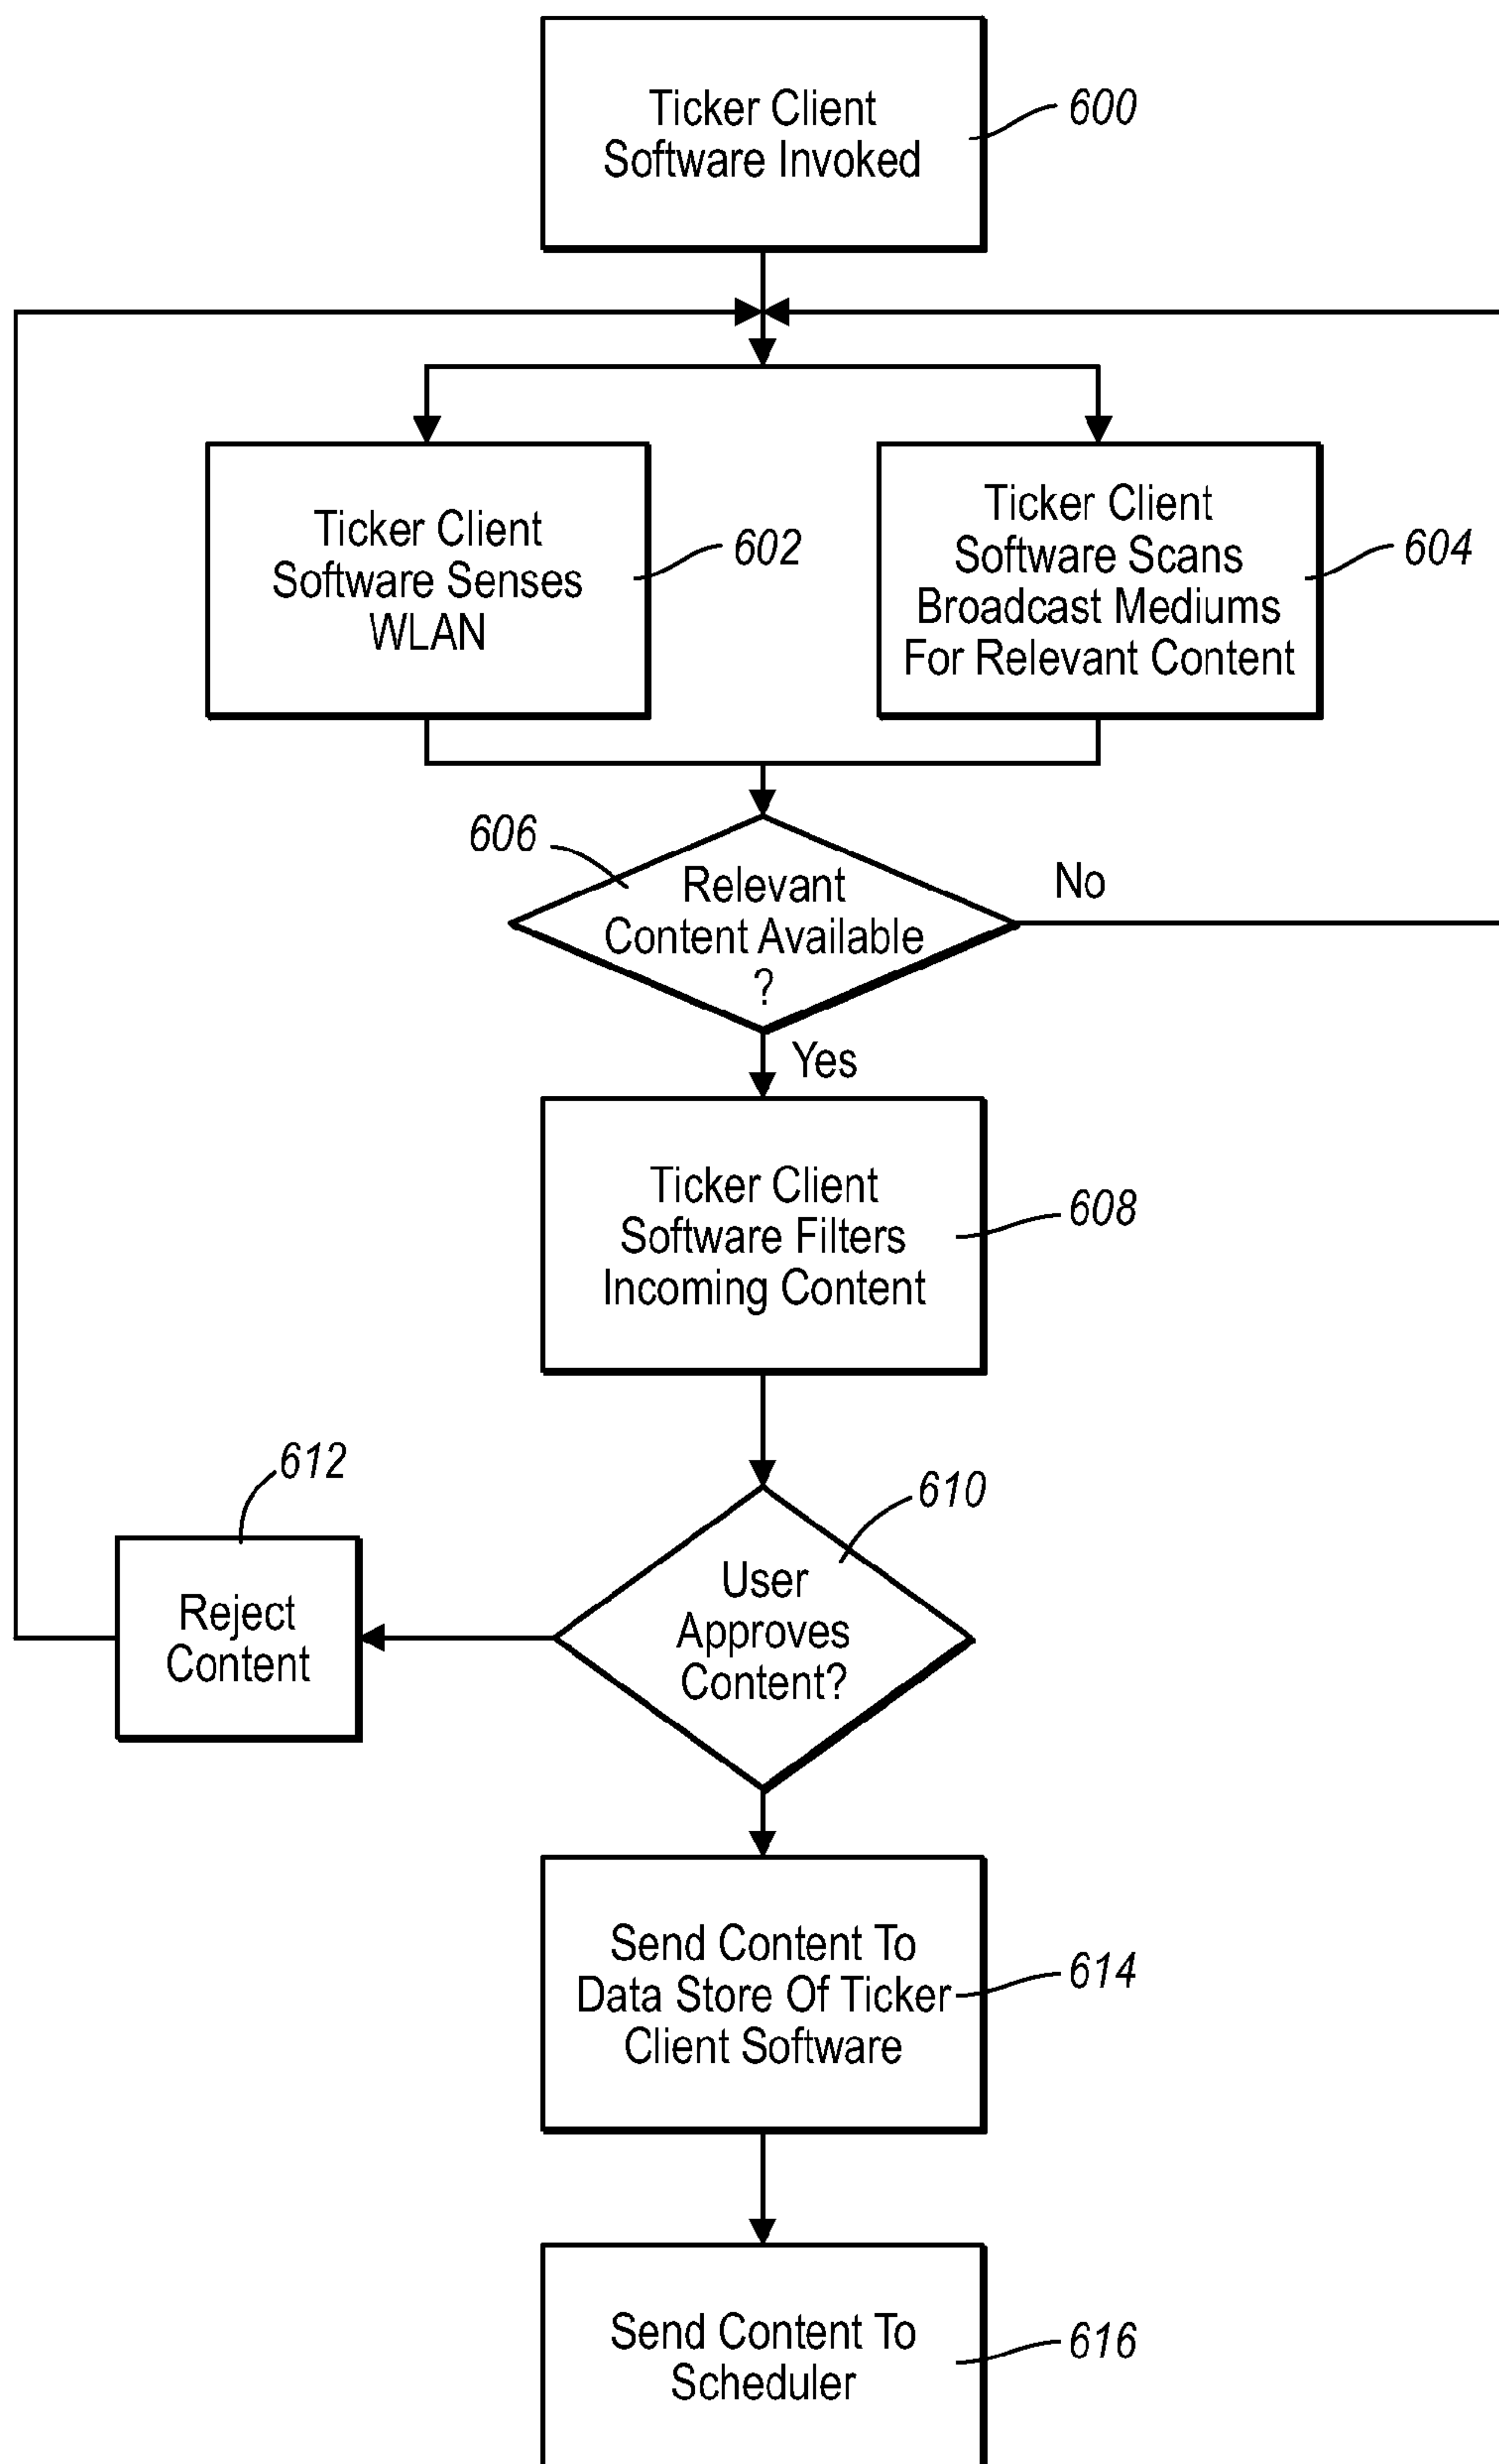 Ticker Client
Software Invoked
600
Ticker Client
Software Senses
WLAN
602
Ticker Client
Software Scans
Broadcast Mediums
For Relevant Content
604
606
Relevant
Content Available
?
No
Yes
Ticker Client
Software Filters
Incoming Content
608
612
Reject
Content
610
User
Approves
Content?
Send Content To
Data Store Of Ticker
Client Software
614
Send Content To
Scheduler
616